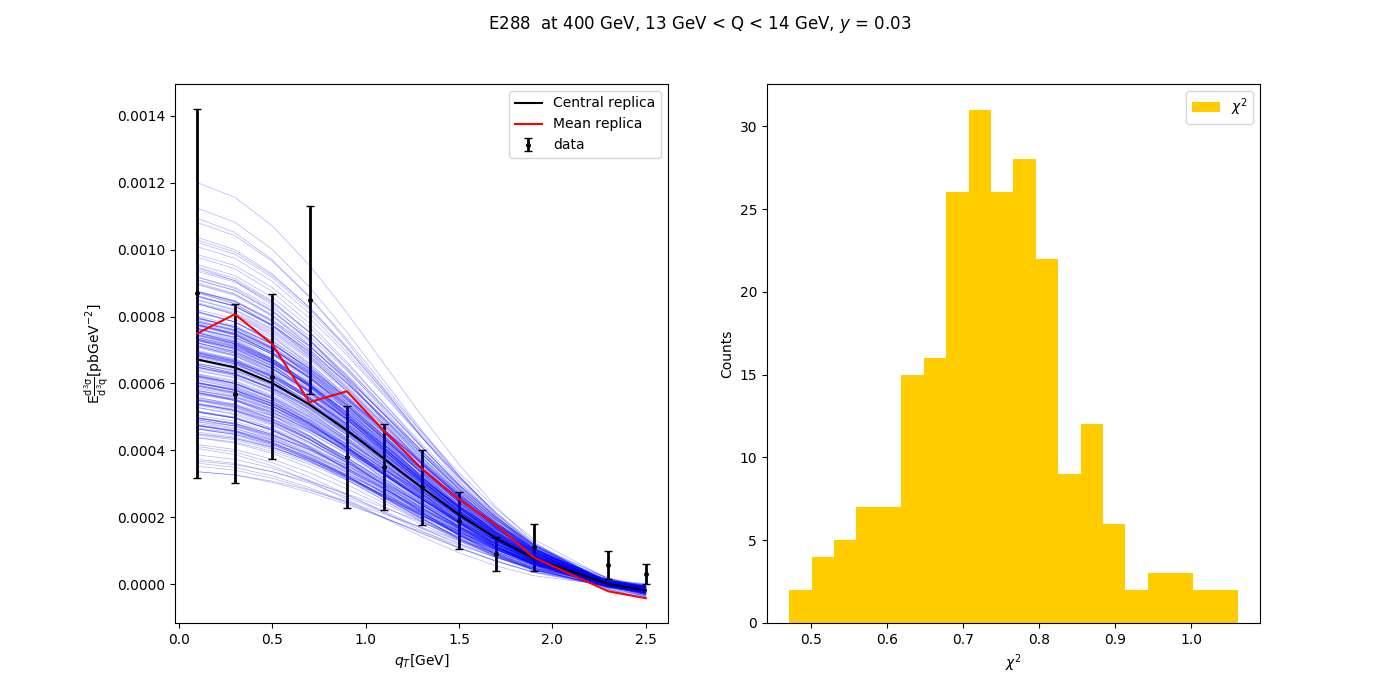 E288 at 400 GeV, 13 GeV < Q < 14 GeV, y = 0.03
Central replica
Mean replica
data
0.0014
0.0012
0.0010
0.0008
0.0006
0.0004
0.0002
0.0000
E d³σ/d³q [pbGeV⁻²]
0.0 0.5 1.0 1.5 2.0 2.5
q_T[GeV]
χ²
30
25
20
15
10
5
0
Counts
0.5 0.6 0.7 0.8 0.9 1.0
χ²